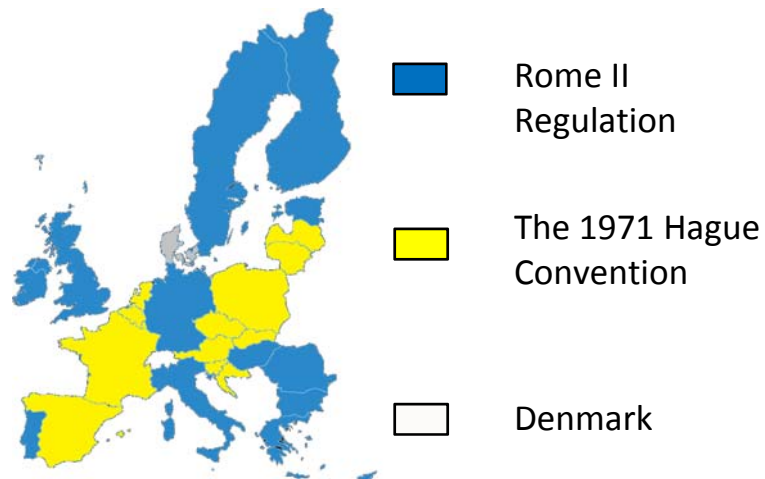 Rome II
Regulation
The 1971 Hague
Convention
Denmark